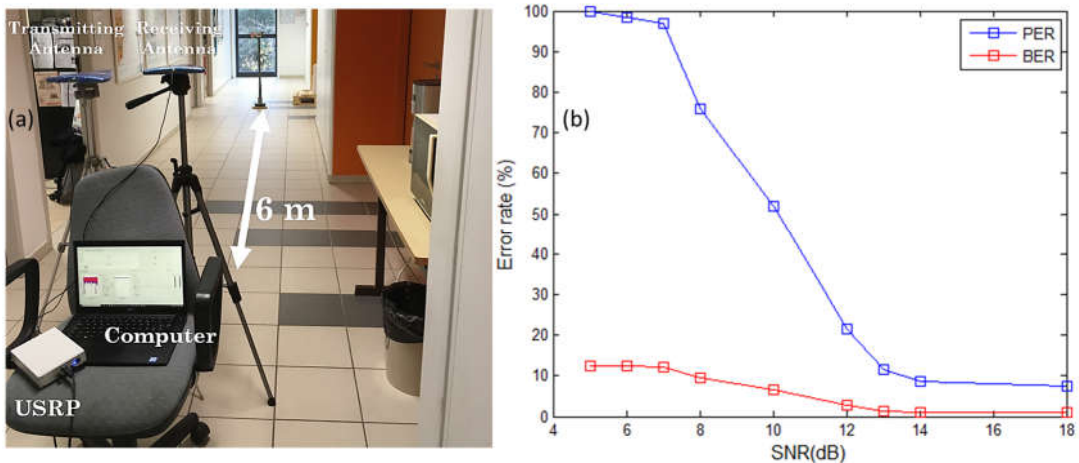 Transmitting Receiving
Antenna Antenna
(a)
6 m
Computer
USRP
(b)
PER
BER
Error rate (%)
100
90
80
70
60
50
40
30
20
10
0
4 6 8 10 12 14 16 18
SNR(dB)